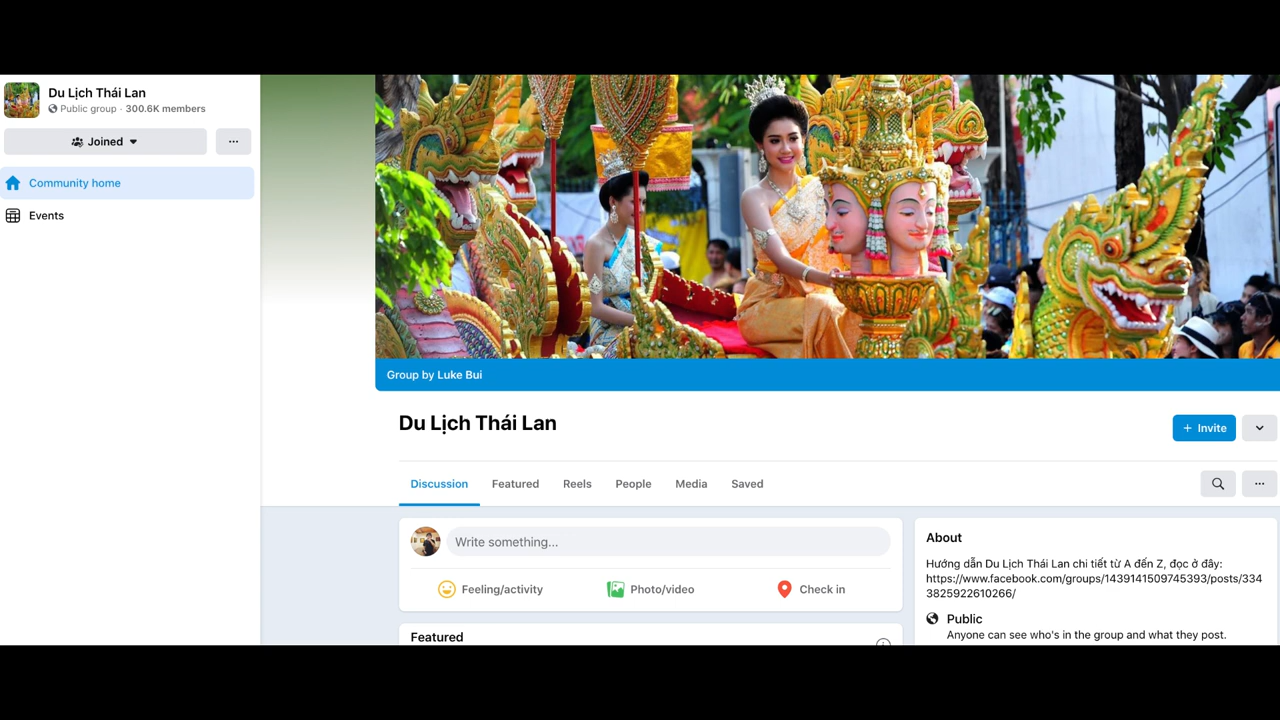 Du Lịch Thái Lan
Public group · 300.6K members
Joined
Community home
Events
Group by Luke Bui
Du Lịch Thái Lan
+ Invite
Discussion
Featured
Reels
People
Media
Saved
Write something...
Feeling/activity
Photo/video
Check in
Featured
About
Hướng dẫn Du Lịch Thái Lan chi tiết từ A đến Z, đọc ở đây:
https://www.facebook.com/groups/1439141509745393/posts/334
3825922610266/
Public
Anyone can see who's in the group and what they post.